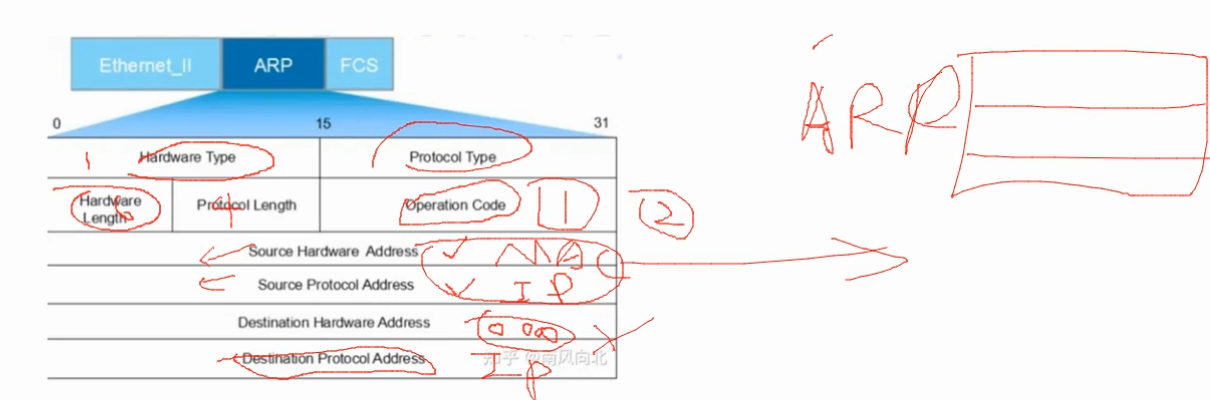 Ethernet_II ARP FCS
0 15 31
ARP
1 Hardware Type Protocol Type
Hardware Length 6 Protocol Length 4 Operation Code 1 2
Source Hardware Address MAC
Source Protocol Address IP
Destination Hardware Address 000
Destination Protocol Address IP
知乎 @南风向北